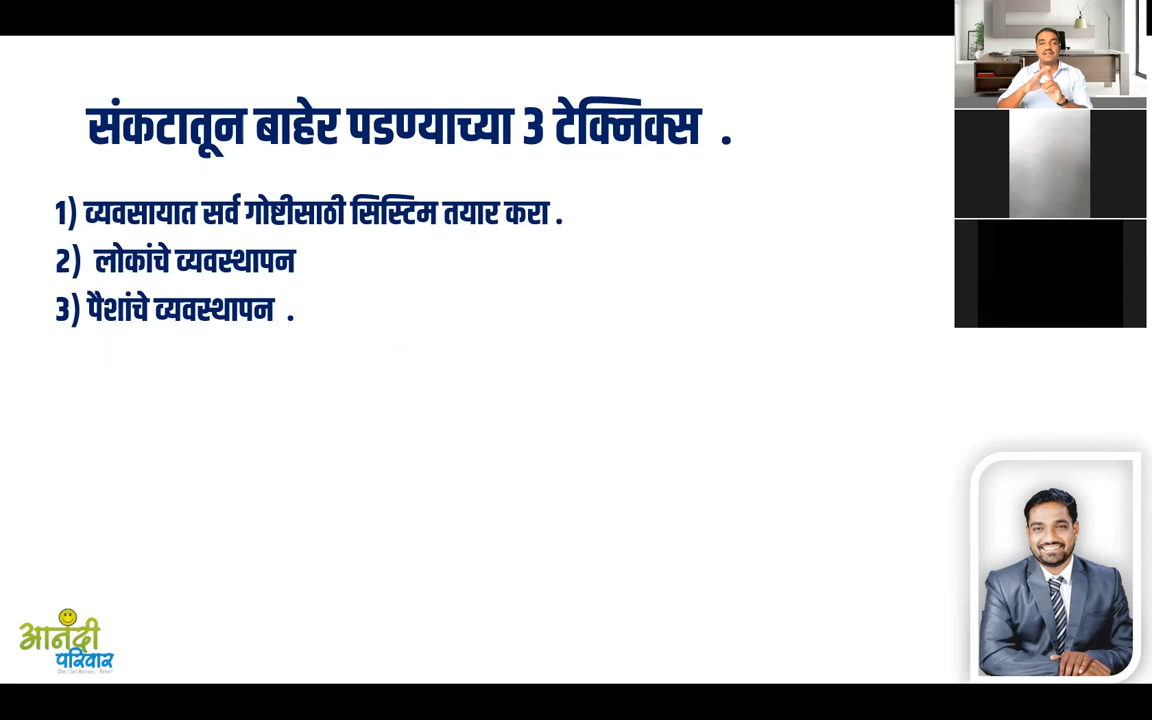 संकटातून बाहेर पडण्याच्या 3 टेक्निक्स .
1) व्यवसायात सर्व गोष्टीसाठी सिस्टिम तयार करा .
2) लोकांचे व्यवस्थापन
3) पैशांचे व्यवस्थापन .
आनंदी
परिवार